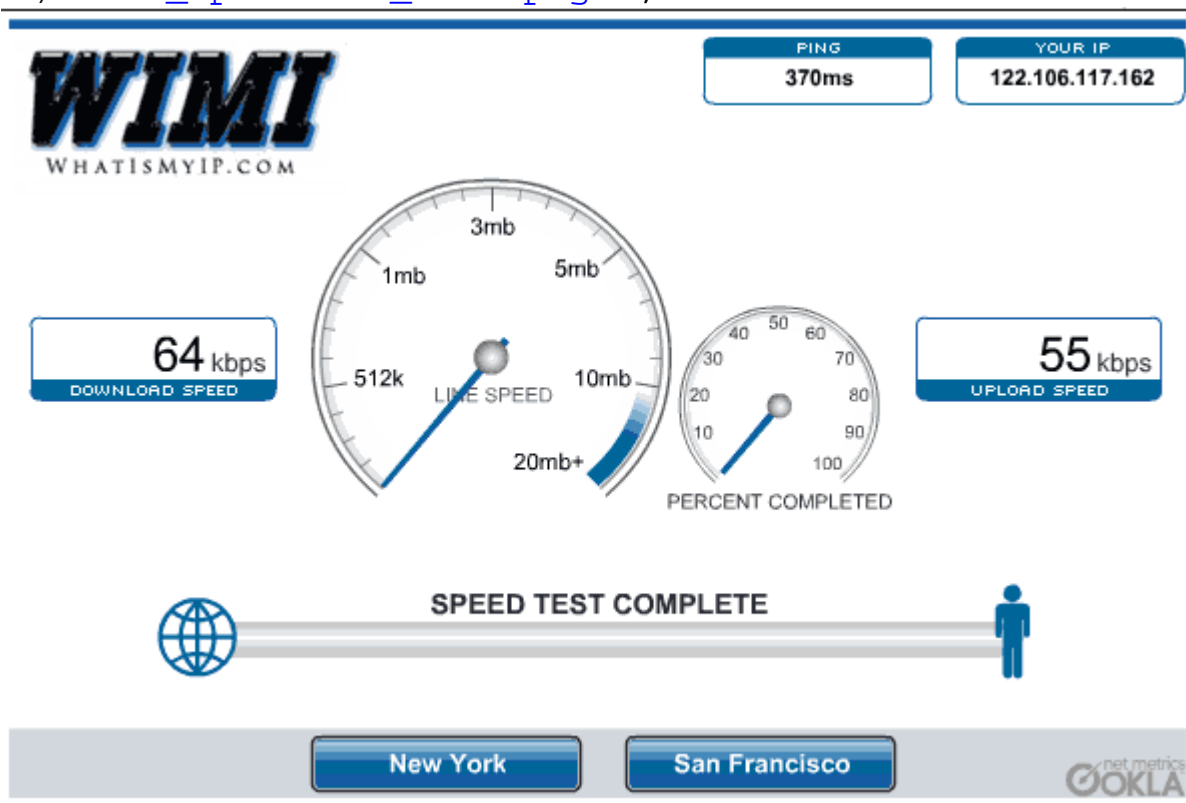 PING
370ms
YOUR IP
122.106.117.162
WIMI
WHATISMYIP.COM
3mb
1mb
5mb
512k
10mb
20mb+
LINE SPEED
64 kbps
DOWNLOAD SPEED
10
20
30
40
50
60
70
80
90
100
PERCENT COMPLETED
55 kbps
UPLOAD SPEED
SPEED TEST COMPLETE
New York
San Francisco
net metrics
OOKLA